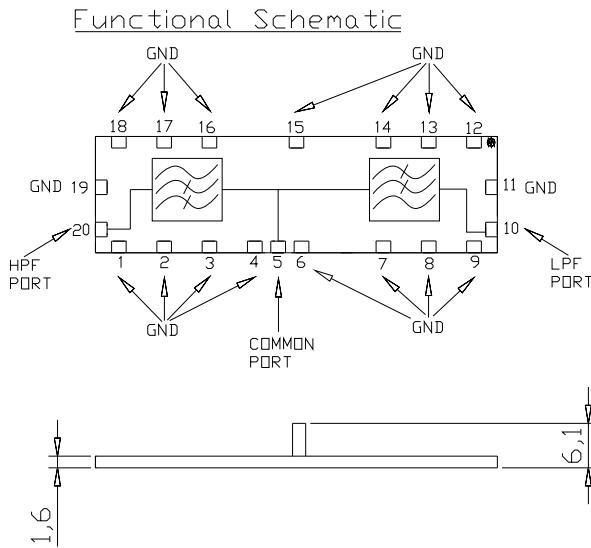 Functional Schematic
GND GND
18 17 16 15 14 13 12
GND 19 11 GND
20 10
HPF PORT
LPF PORT
1 2 3 4 5 6 7 8 9
GND GND
COMMON PORT
1,6
6,1